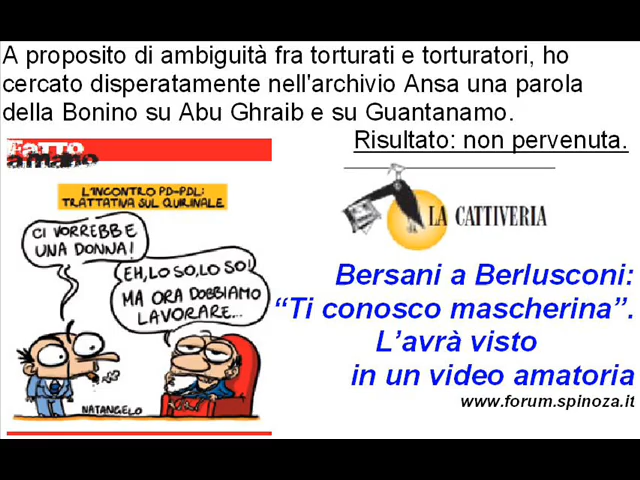 A proposito di ambiguità fra torturati e torturatori, ho
cercato disperatamente nell'archivio Ansa una parola
della Bonino su Abu Ghraib e su Guantanamo.
Risultato: non pervenuta.
FATTO
a mano
L'INCONTRO PD-PDL:
TRATTATIVA SUL QUIRINALE
CI VORREBBE
UNA DONNA!
EH, LO SO, LO SO!
MA ORA DOBBIAMO
LAVORARE...
NATANGELO
LA CATTIVERIA
Bersani a Berlusconi:
“Ti conosco mascherina”.
L’avrà visto
in un video amatoria
www.forum.spinoza.it